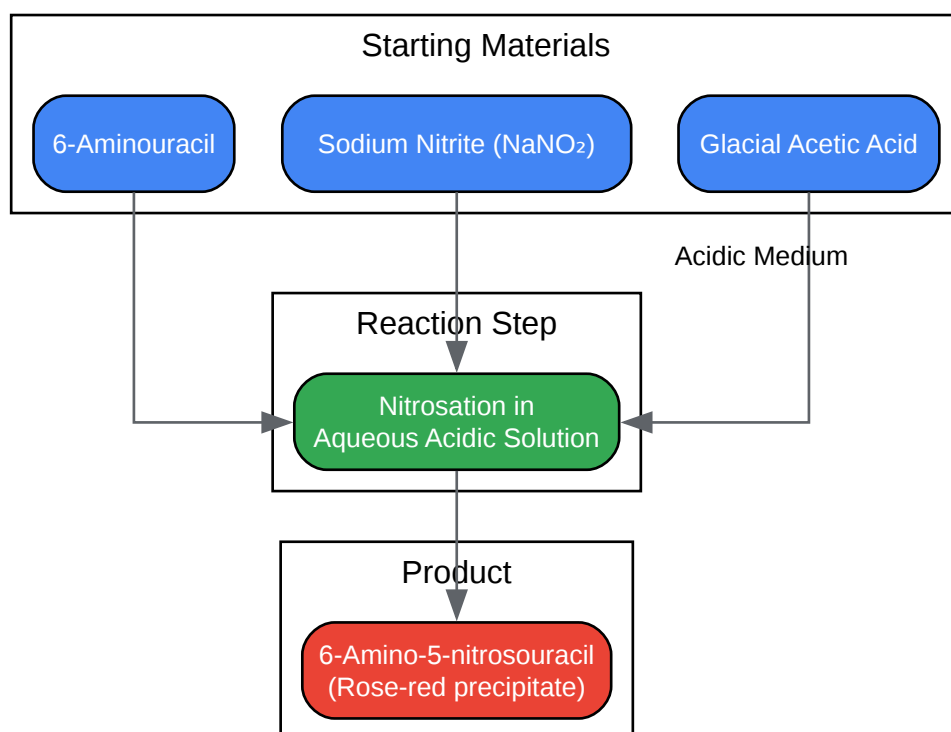 Starting Materials
6-Aminouracil
Sodium Nitrite (NaNO₂)
Glacial Acetic Acid
Acidic Medium
Reaction Step
Nitrosation in
Aqueous Acidic Solution
Product
6-Amino-5-nitrosouracil
(Rose-red precipitate)